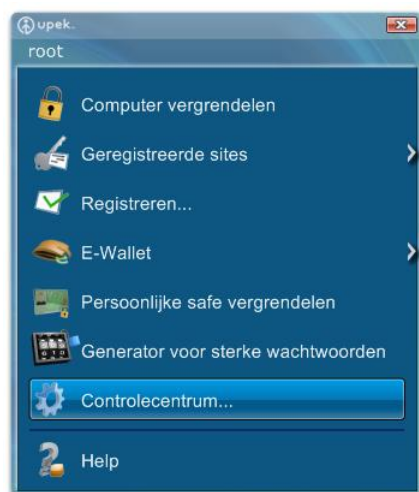 upek
root
Computer vergrendelen
Geregistreerde sites
Registreren...
E-Wallet
Persoonlijke safe vergrendelen
Generator voor sterke wachtwoorden
Controlecentrum...
Help